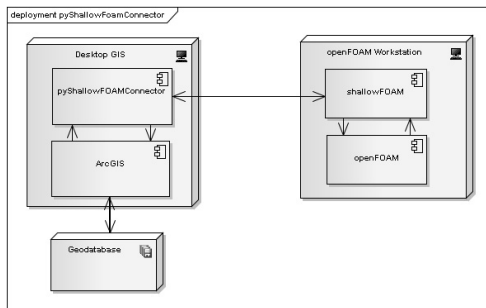 deployment pyShallowFoamConnector
Desktop GIS
openFOAM Workstation
pyShallowFOAMConnector
shallowFOAM
ArcGIS
openFOAM
Geodatabase